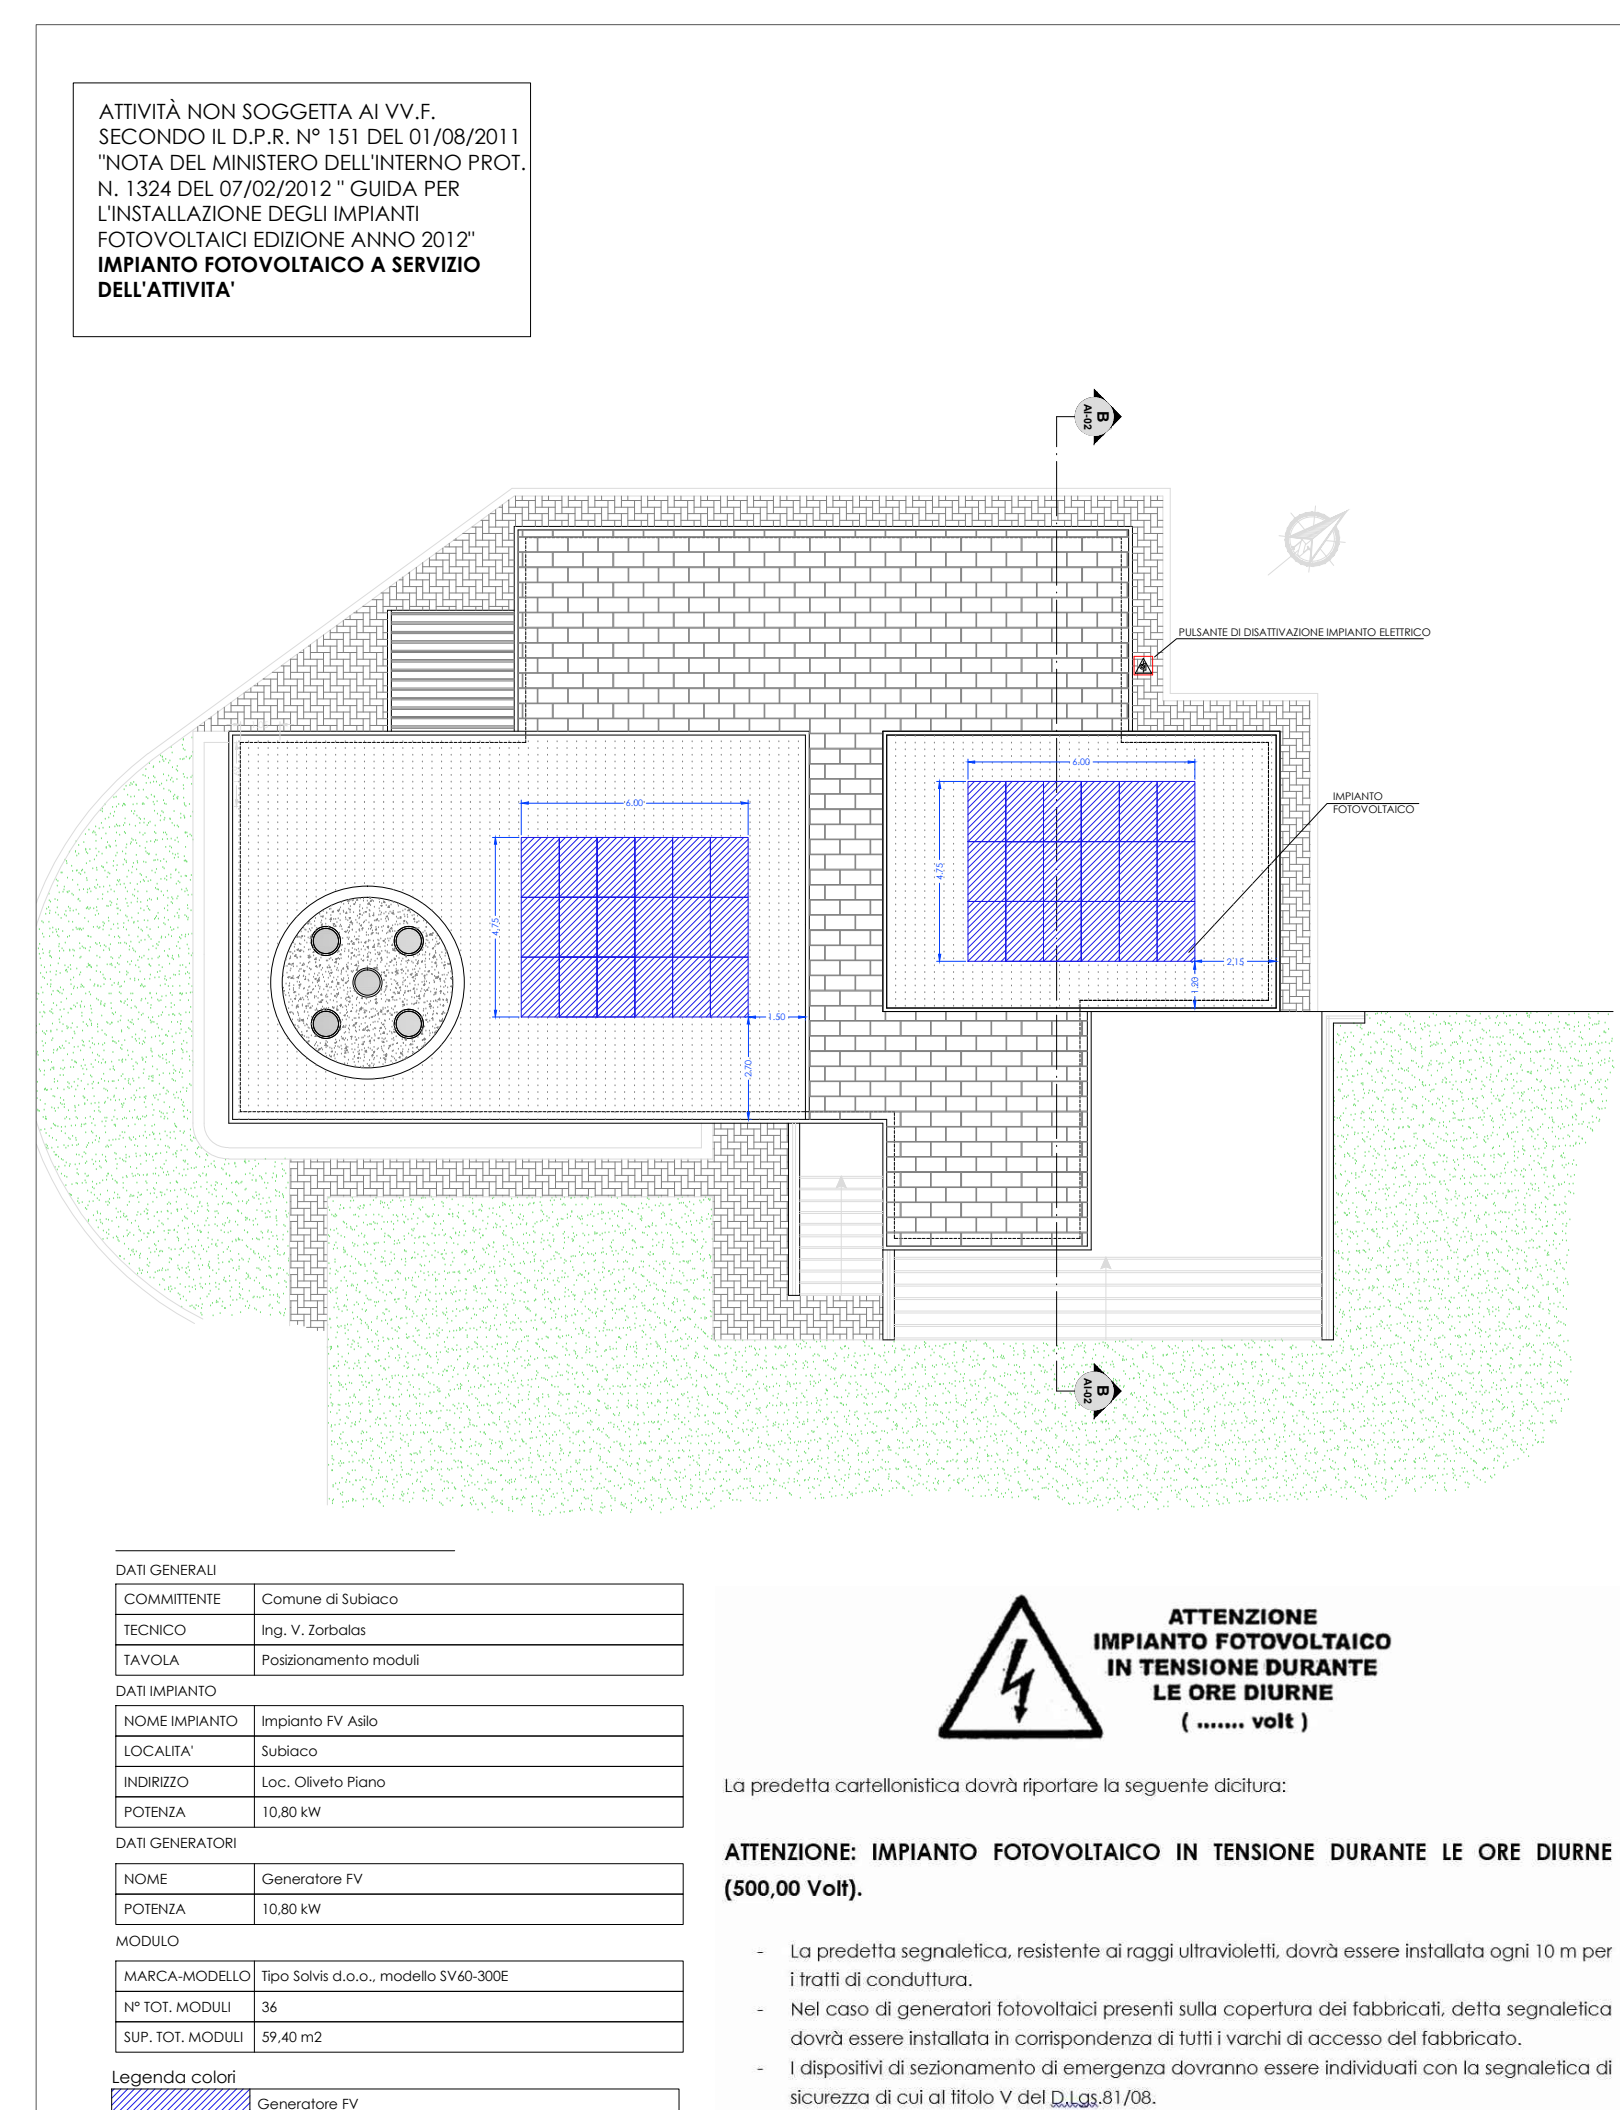 ATTIVITÀ NON SOGGETTA AI VV.F.
SECONDO IL D.P.R. N° 151 DEL 01/08/2011
"NOTA DEL MINISTERO DELL'INTERNO PROT.
N. 1324 DEL 07/02/2012 " GUIDA PER
L'INSTALLAZIONE DEGLI IMPIANTI
FOTOVOLTAICI EDIZIONE ANNO 2012"
IMPIANTO FOTOVOLTAICO A SERVIZIO
DELL'ATTIVITA'
B
AI-02
PULSANTE DI DISATTIVAZIONE IMPIANTO ELETTRICO
6.00
6.00
IMPIANTO
FOTOVOLTAICO
4.75
4.75
2,15
1.20
1.50
2.70
B
AI-02
DATI GENERALI
COMMITTENTE Comune di Subiaco
TECNICO Ing. V. Zorbalas
TAVOLA Posizionamento moduli
DATI IMPIANTO
NOME IMPIANTO Impianto FV Asilo
LOCALITA' Subiaco
INDIRIZZO Loc. Oliveto Piano
POTENZA 10,80 kW
DATI GENERATORI
NOME Generatore FV
POTENZA 10,80 kW
MODULO
MARCA-MODELLO Tipo Solvis d.o.o., modello SV60-300E
N° TOT. MODULI 36
SUP. TOT. MODULI 59,40 m2
Legenda colori
Generatore FV
ATTENZIONE
IMPIANTO FOTOVOLTAICO
IN TENSIONE DURANTE
LE ORE DIURNE
( ....... volt )
La predetta cartellonistica dovrà riportare la seguente dicitura:
ATTENZIONE: IMPIANTO FOTOVOLTAICO IN TENSIONE DURANTE LE ORE DIURNE
(500,00 Volt).
- La predetta segnaletica, resistente ai raggi ultravioletti, dovrà essere installata ogni 10 m per
i tratti di conduttura.
- Nel caso di generatori fotovoltaici presenti sulla copertura dei fabbricati, detta segnaletica
dovrà essere installata in corrispondenza di tutti i varchi di accesso del fabbricato.
- I dispositivi di sezionamento di emergenza dovranno essere individuati con la segnaletica di
sicurezza di cui al titolo V del D.Lgs.81/08.